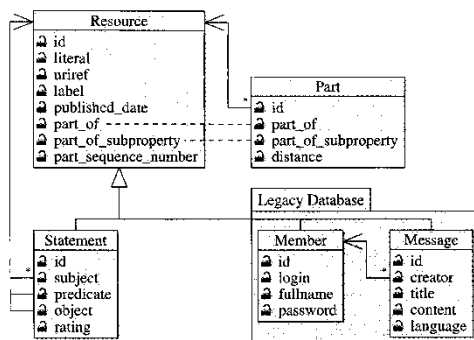 Resource
id
literal
uriref
label
published_date
part_of
part_of_subproperty
part_sequence_number
Part
*
id
part_of
part_of_subproperty
distance
Legacy Database
Statement
*
id
subject
predicate
object
rating
Member
id
login
fullname
password
Message
*
id
creator
title
content
language